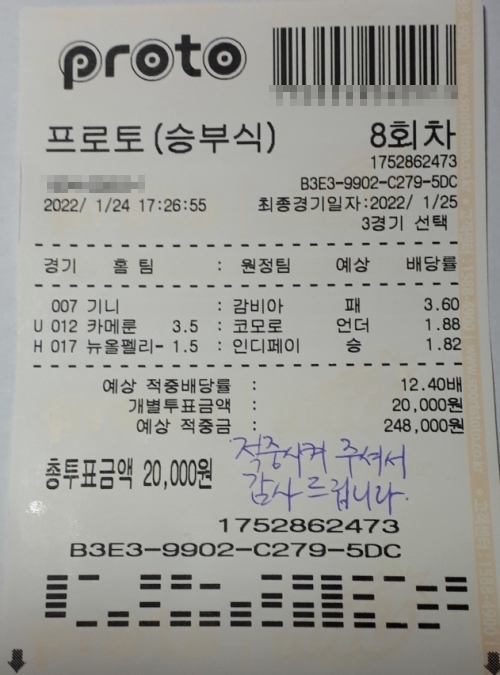 proto
프로토(승부식) 8회차
1752862473
B3E3-9902-C279-5DC
2022/ 1/24 17:26:55 최종경기일자:2022/ 1/25
3경기 선택
경기 홈 팀 : 원정팀 예상 배당률
007 기니 : 감비아 패 3.60
U 012 카메룬 3.5 : 코모로 언더 1.88
H 017 뉴올펠리- 1.5 : 인디페이 승 1.82
예상 적중배당률 : 12.40배
개별투표금액 : 20,000원
예상 적중금 : 248,000원
총투표금액 20,000원
적중시켜 주셔서
감사 드립니다.
1752862473
B3E3-9902-C279-5DC